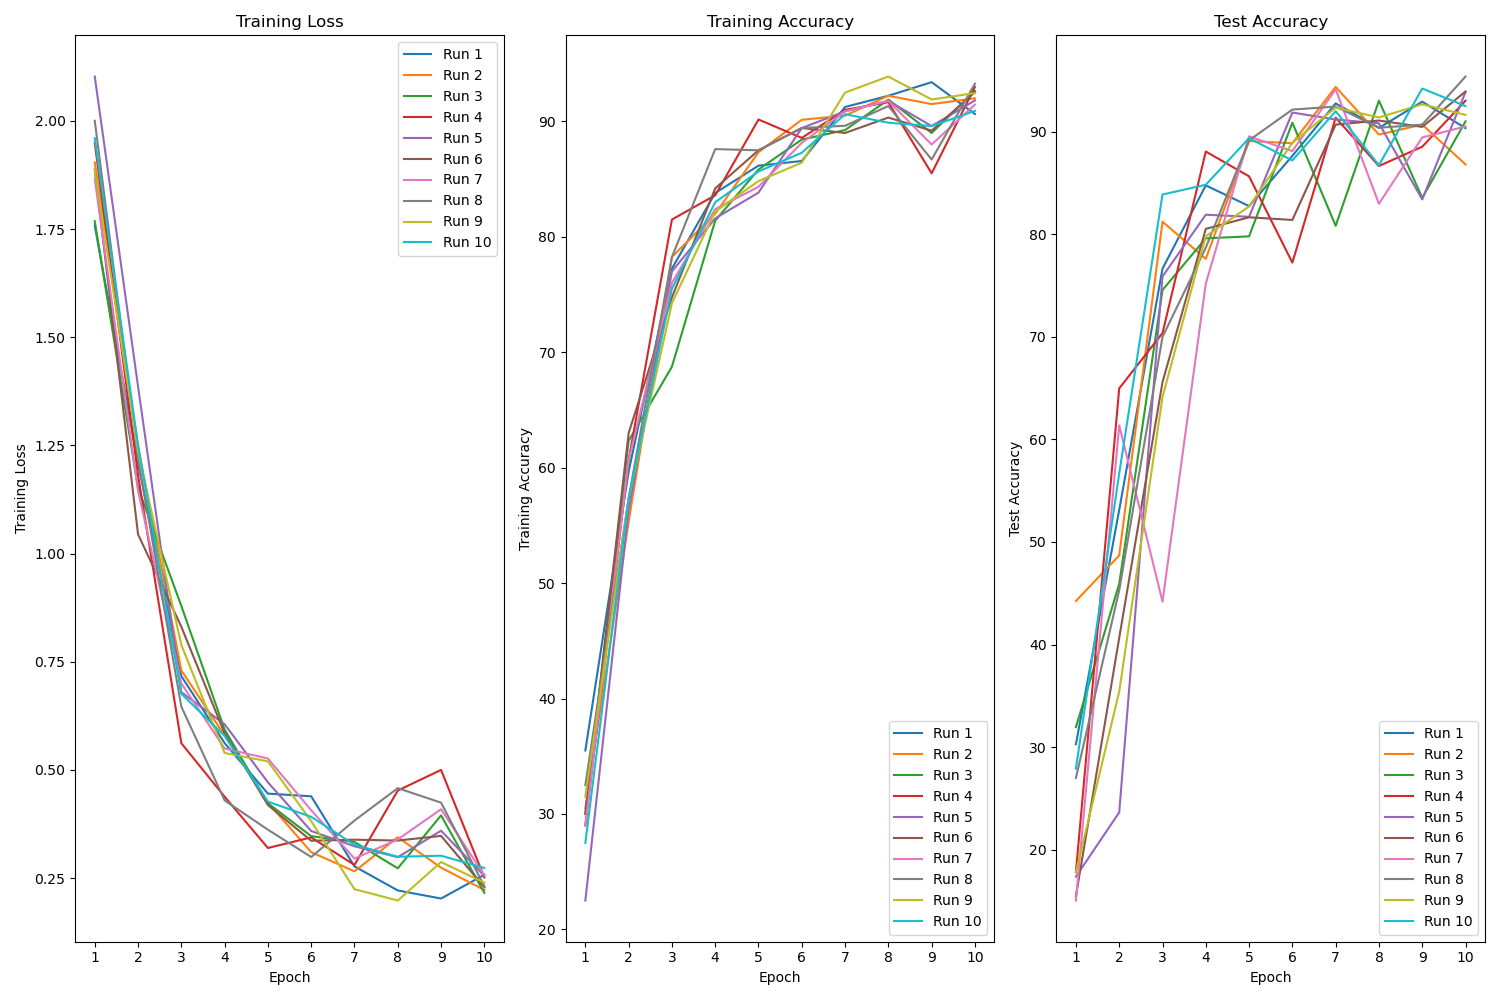 Training Loss
Training Loss
2.00
1.75
1.50
1.25
1.00
0.75
0.50
0.25
1 2 3 4 5 6 7 8 9 10
Epoch
Run 1
Run 2
Run 3
Run 4
Run 5
Run 6
Run 7
Run 8
Run 9
Run 10
Training Accuracy
Training Accuracy
90
80
70
60
50
40
30
20
1 2 3 4 5 6 7 8 9 10
Epoch
Run 1
Run 2
Run 3
Run 4
Run 5
Run 6
Run 7
Run 8
Run 9
Run 10
Test Accuracy
Test Accuracy
90
80
70
60
50
40
30
20
1 2 3 4 5 6 7 8 9 10
Epoch
Run 1
Run 2
Run 3
Run 4
Run 5
Run 6
Run 7
Run 8
Run 9
Run 10